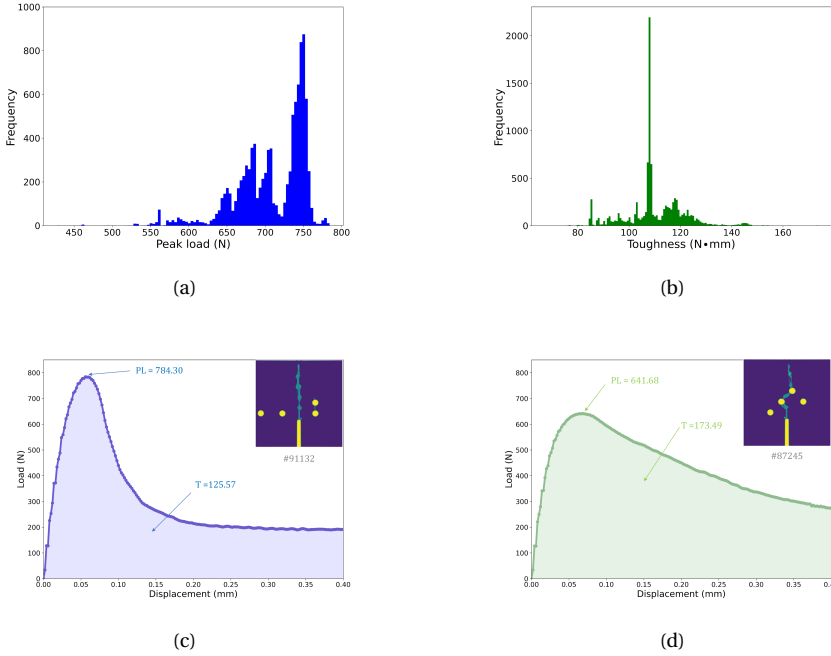 1000
800
600
400
200
0
Frequency
450 500 550 600 650 700 750 800
Peak load (N)
(a)
2000
1500
1000
500
0
Frequency
80 100 120 140 160
Toughness (N•mm)
(b)
800
700
600
500
400
300
200
100
0
Load (N)
PL = 784.30
T =125.57
#91132
0.00 0.05 0.10 0.15 0.20 0.25 0.30 0.35 0.40
Displacement (mm)
(c)
800
700
600
500
400
300
200
100
0
Load (N)
PL = 641.68
T =173.49
#87245
0.00 0.05 0.10 0.15 0.20 0.25 0.30 0.35
Displacement (mm)
(d)